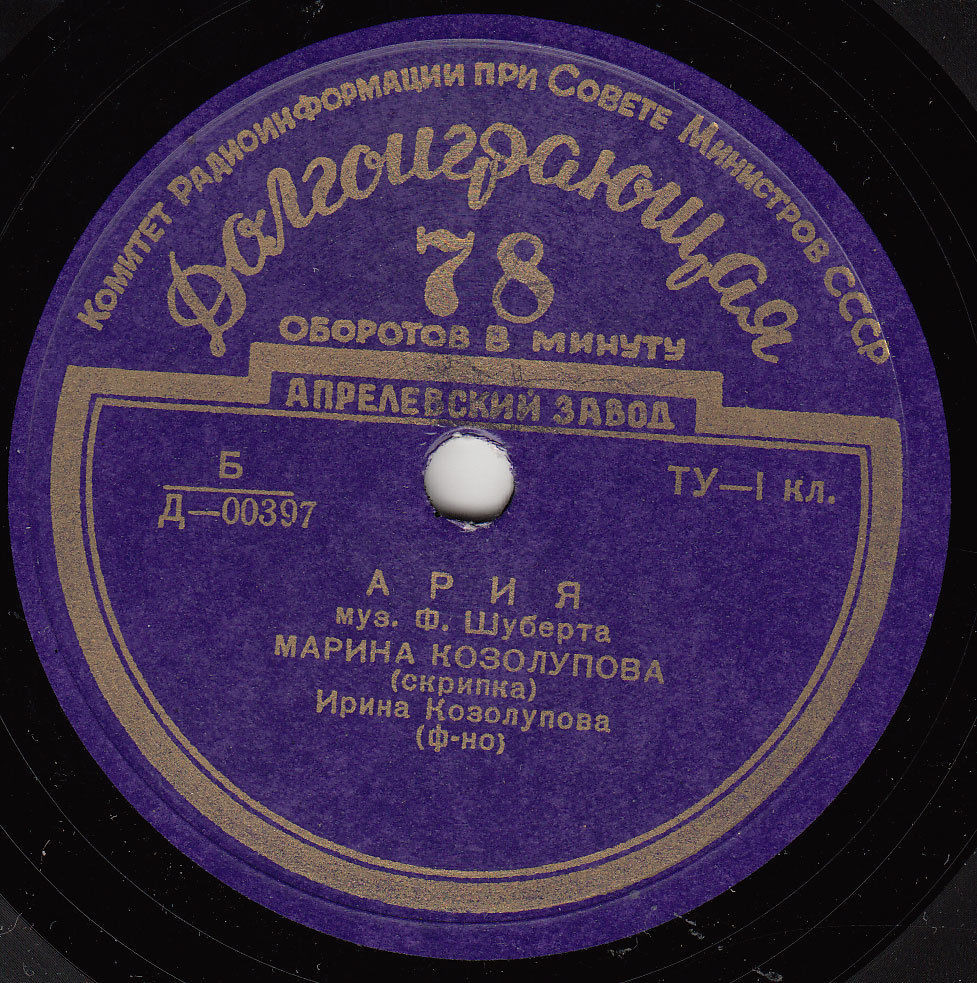 Комитет Радиоинформации при Совете Министров СССР
Долгоиграющая
78
ОБОРОТОВ В МИНУТУ
АПРЕЛЕВСКИЙ ЗАВОД
Б
Д—00397
ТУ—I кл.
АРИЯ
муз. Ф. Шуберта
МАРИНА КОЗОЛУПОВА
(скрипка)
Ирина Козолупова
(ф-но)